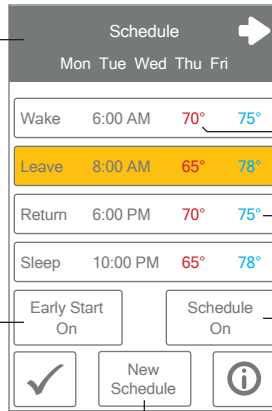 Schedule
Mon Tue Wed Thu Fri
Wake 6:00 AM 70° 75°
Leave 8:00 AM 65° 78°
Return 6:00 PM 70° 75°
Sleep 10:00 PM 65° 78°
Early Start
On
Schedule
On
New
Schedule